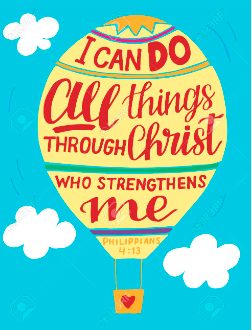 I CAN DO
all things
THROUGH Christ
WHO STRENGTHENS
me
PHILIPPIANS
4:13